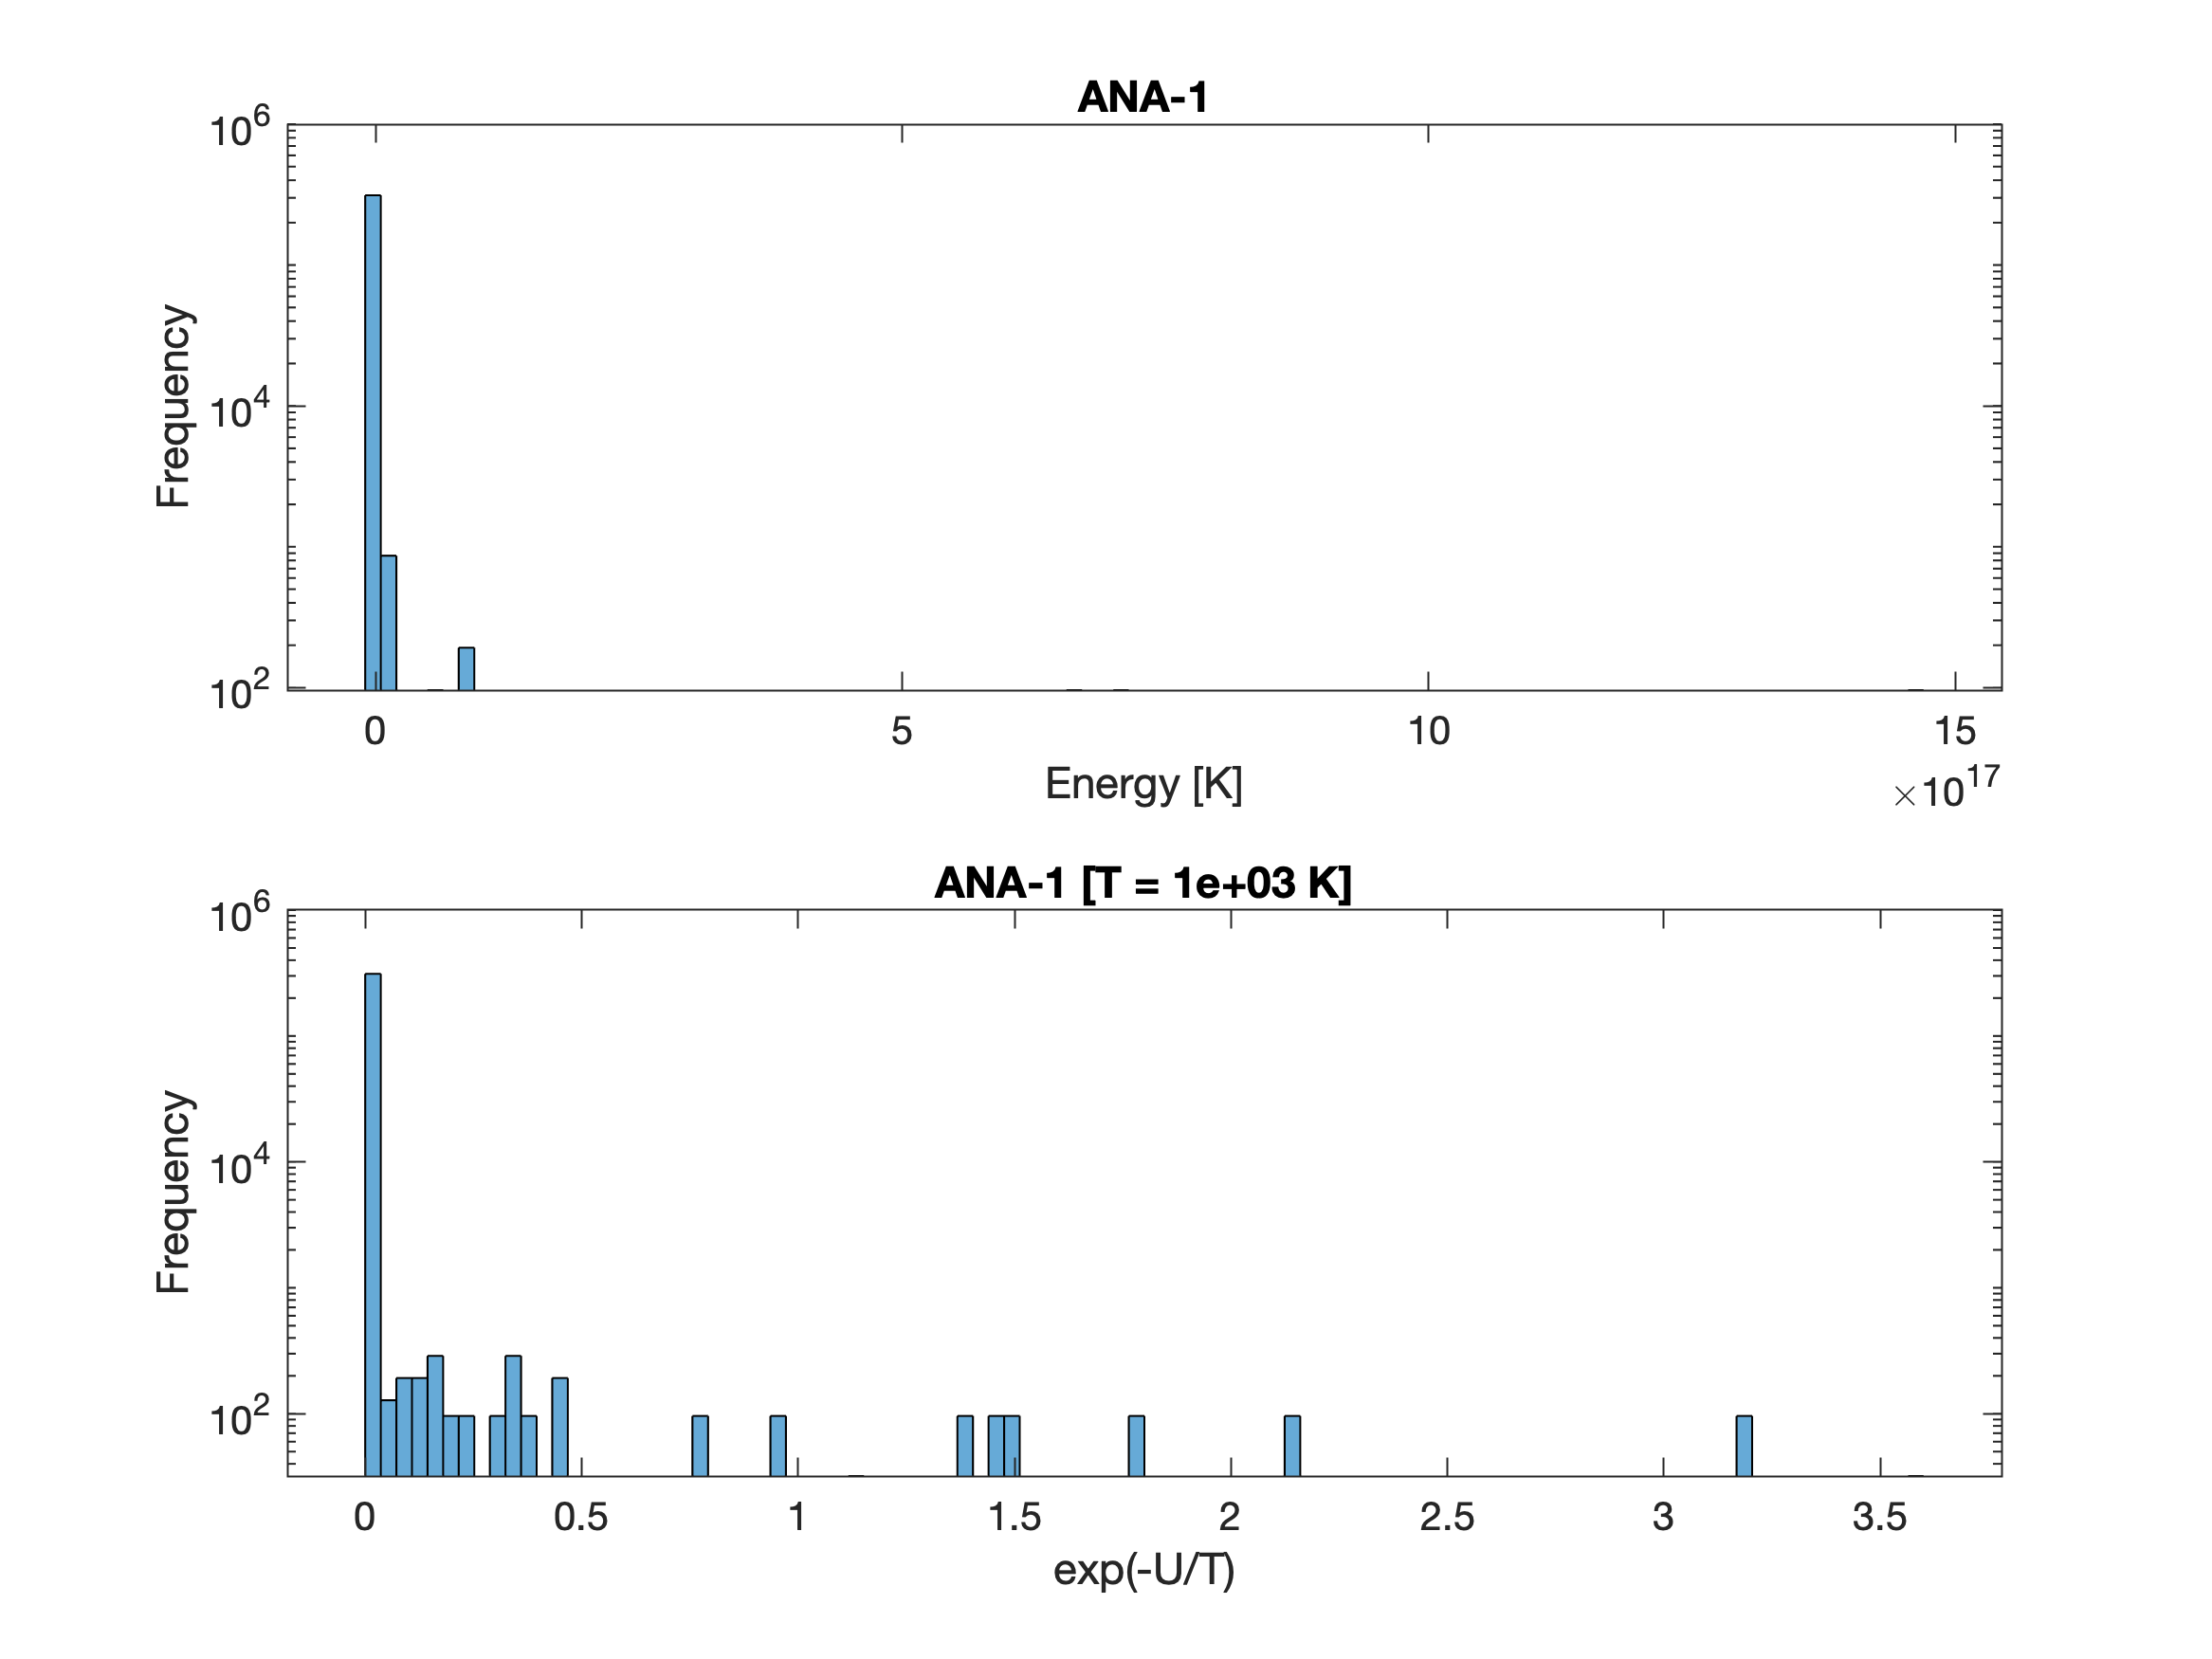 ANA-1
10^6
10^4
10^2
Frequency
0 5 10 15
Energy [K]
×10^17
ANA-1 [T = 1e+03 K]
10^6
10^4
10^2
Frequency
0 0.5 1 1.5 2 2.5 3 3.5
exp(-U/T)